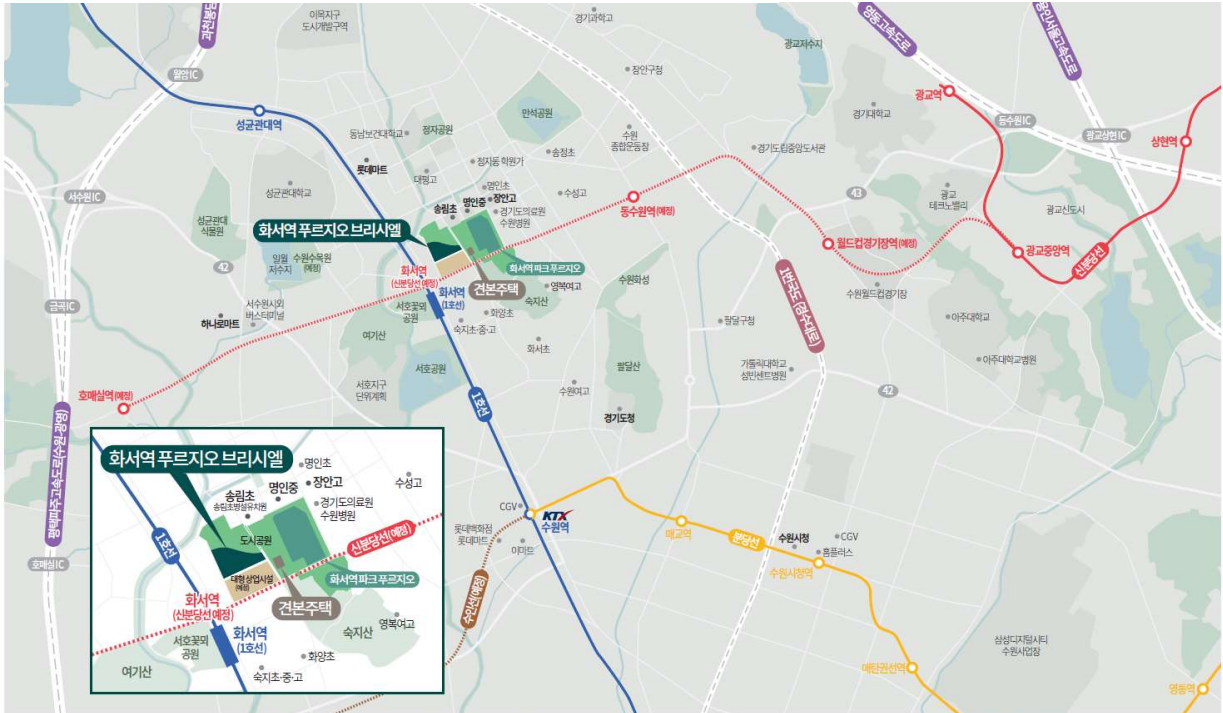 이목지구
도시개발구역
경기과학고
과천봉담
영동고속도로
용인서울고속도로
광교저수지
장안구청
월암IC
성균관대역
만석공원
광교역
경기대학교
동수원IC
광교상현IC
상현역
동남보건대학교
정자공원
수원
종합운동장
롯데마트
대평고
정자동 학원가
송정초
경기도립중앙도서관
서수원IC
성균관대학교
명인초
수성고
송림초
명인중
장안고
경기도의료원
수원병원
동수원역(예정)
43
광교
테크노밸리
광교신도시
성균관대
식물원
화서역 푸르지오 브리시엘
일월
저수지
수원수목원
(예정)
월드컵경기장역(예정)
광교중앙역
신분당선
42
화서역
(신분당선 예정)
화서역
(1호선)
화서역 파크 푸르지오
견본주택
영복여고
숙지산
수원화성
1번국도(경수대로)
수원월드컵경기장
금곡IC
하나로마트
서수원시외
버스터미널
서호꽃뫼
공원
숙지초·중·고
화양초
화서초
여기산
서호공원
팔달구청
아주대학교
아주대학교병원
가톨릭대학교
성빈센트병원
호매실역(예정)
서호지구
단위계획
수원여고
팔달산
42
경기도청
1호선
평택파주고속도로(수원-광명)
호매실IC
화서역 푸르지오 브리시엘
명인초
송림초
송림초병설유치원
명인중
장안고
수성고
경기도의료원
수원병원
도시공원
1호선
신분당선(예정)
대형 상업시설
(예정)
화서역 파크 푸르지오
견본주택
화서역
(신분당선 예정)
화서역
(1호선)
서호꽃뫼
공원
숙지산
영복여고
화양초
숙지초·중·고
여기산
CGV
KTX
수원역
롯데백화점
롯데마트
이마트
수인선(예정)
매교역
분당선
수원시청
CGV
홈플러스
수원시청역
삼성디지털시티
수원사업장
매탄권선역
영통역